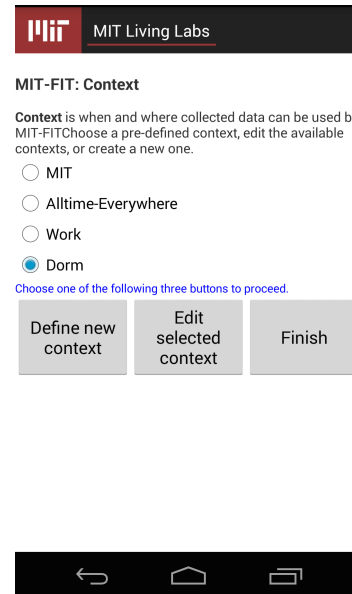 MIT MIT Living Labs
MIT-FIT: Context
Context is when and where collected data can be used b
MIT-FITChoose a pre-defined context, edit the available
contexts, or create a new one.
MIT
Alltime-Everywhere
Work
Dorm
Choose one of the following three buttons to proceed.
Define new
context
Edit
selected
context
Finish